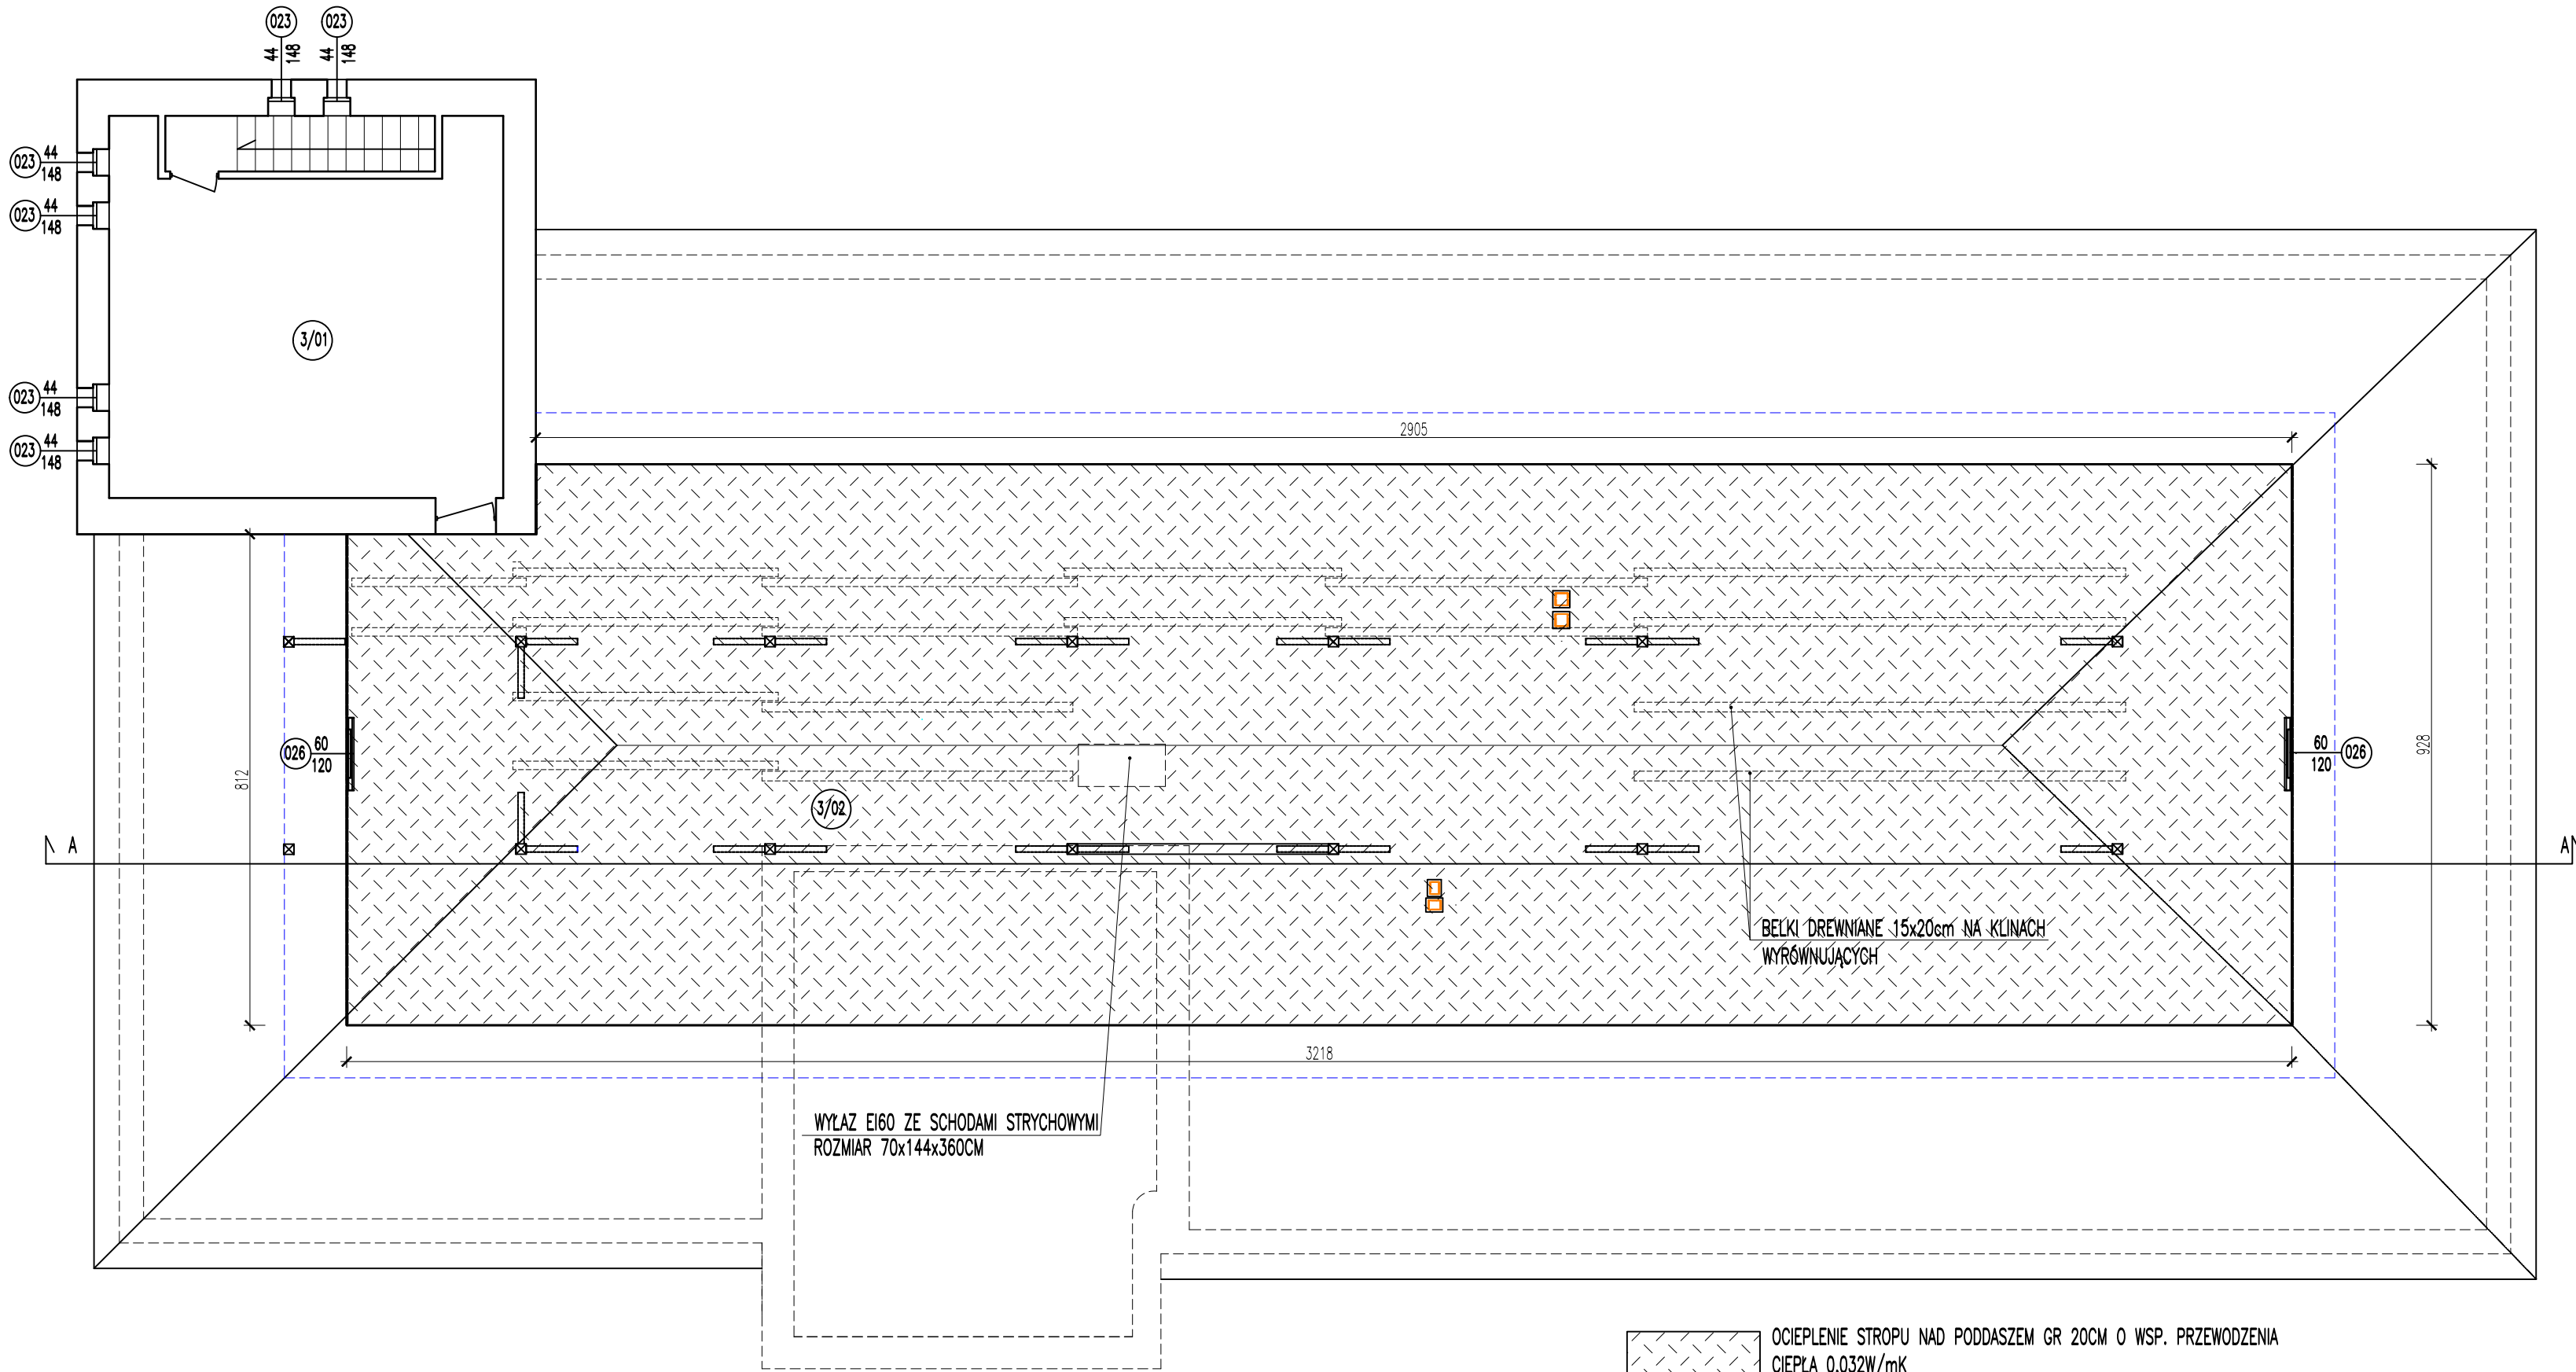 023 023
44 148 44 148
023 44
148
023 44
148
3/01
023 44
148
023 44
148
2905
026 60
120
812
3/02
60
120 026
928
A A
BELKI DREWNIANE 15x20cm NA KLINACH
WYRÓWNUJĄCYCH
3218
WYŁAZ EI60 ZE SCHODAMI STRYCHOWYMI
ROZMIAR 70x144x360CM
OCIEPLENIE STROPU NAD PODDASZEM GR 20CM O WSP. PRZEWODZENIA
CIEPŁA 0.032W/mK